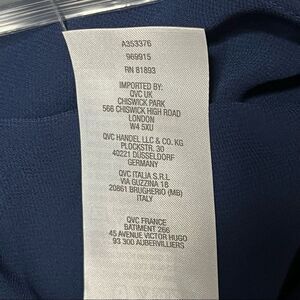 A353376
969915
RN 81893
IMPORTED BY:
QVC UK
CHISWICK PARK
566 CHISWICK HIGH ROAD
LONDON
W4 5XU
QVC HANDEL LLC & CO. KG
PLOCKSTR. 30
40221 DUSSELDORF
GERMANY
QVC ITALIA S.R.L
VIA GUZZINA 18
20861 BRUGHERIO (MB)
ITALY
QVC FRANCE
BATIMENT 266
45 AVENUE VICTOR HUGO
93 300 AUBERVILLIERS